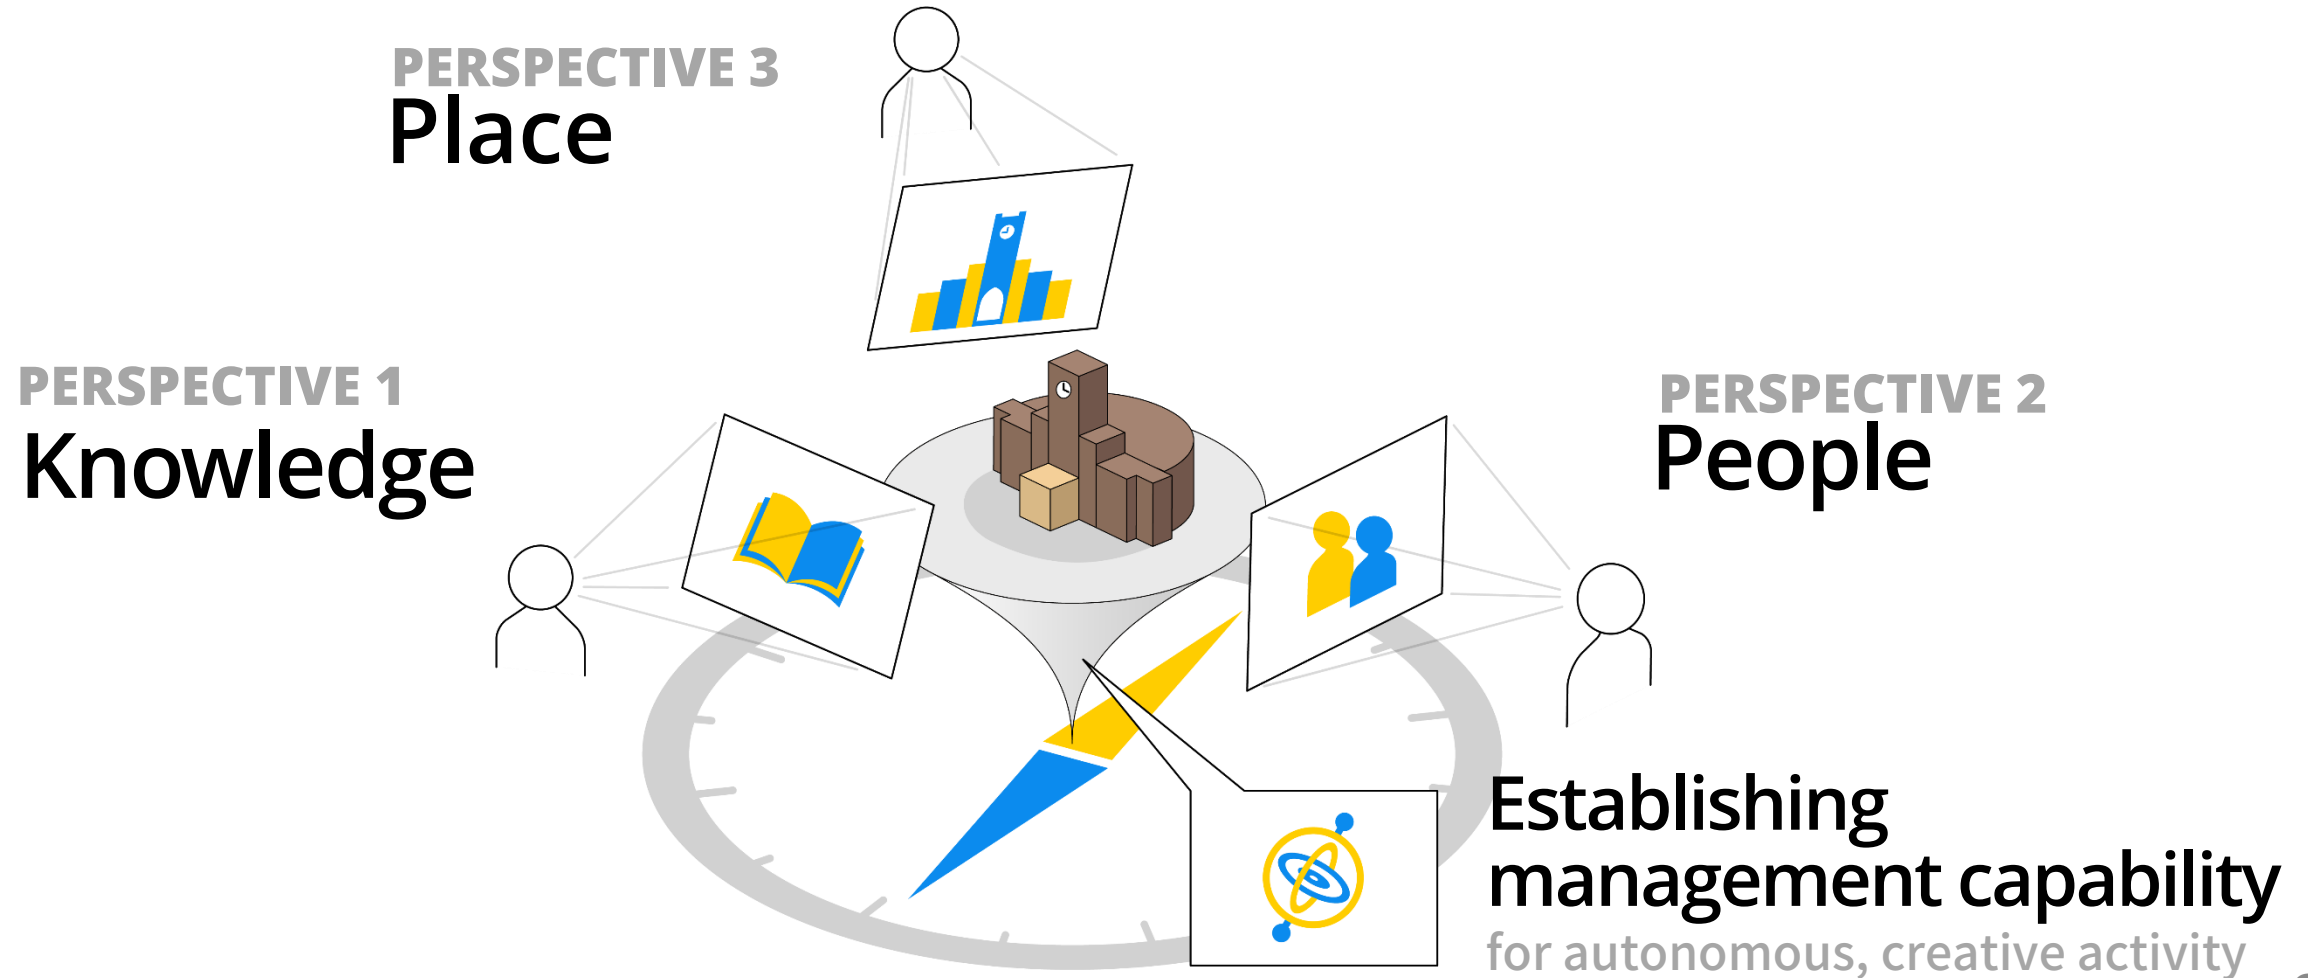 PERSPECTIVE 3
Place
PERSPECTIVE 1
Knowledge
PERSPECTIVE 2
People
Establishing
management capability
for autonomous, creative activity